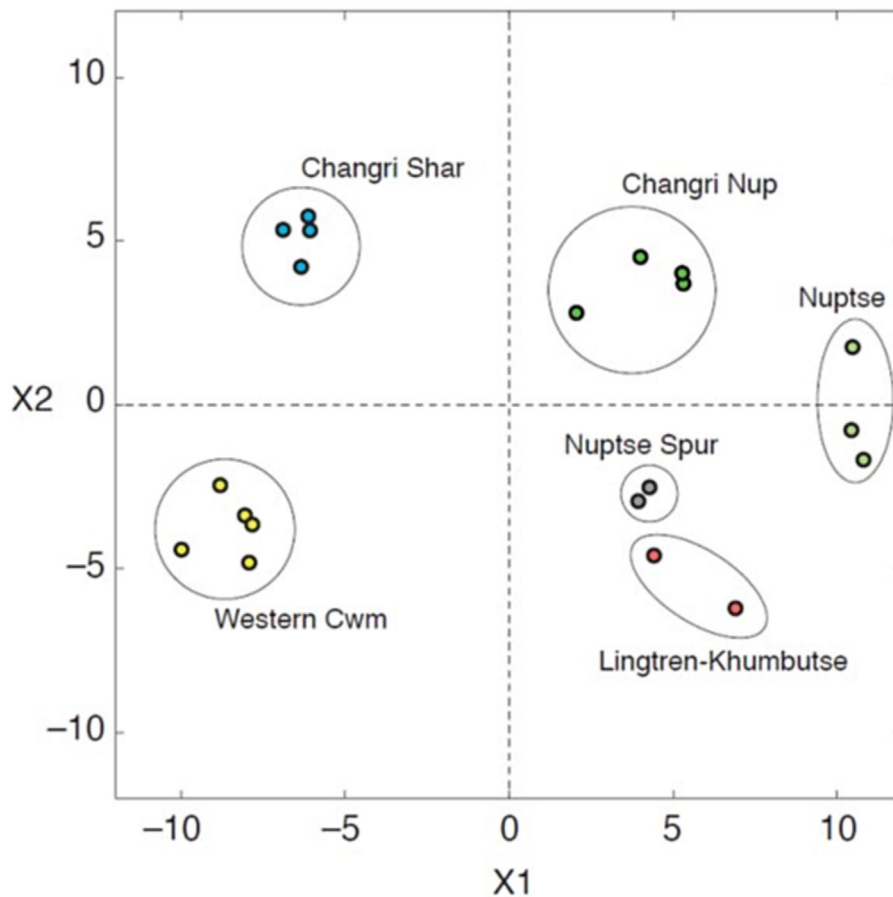 10
Changri Shar
Changri Nup
5
Nuptse
X2
0
Nuptse Spur
−5
Western Cwm
Lingtren-Khumbutse
−10
−10 −5 0 5 10
X1